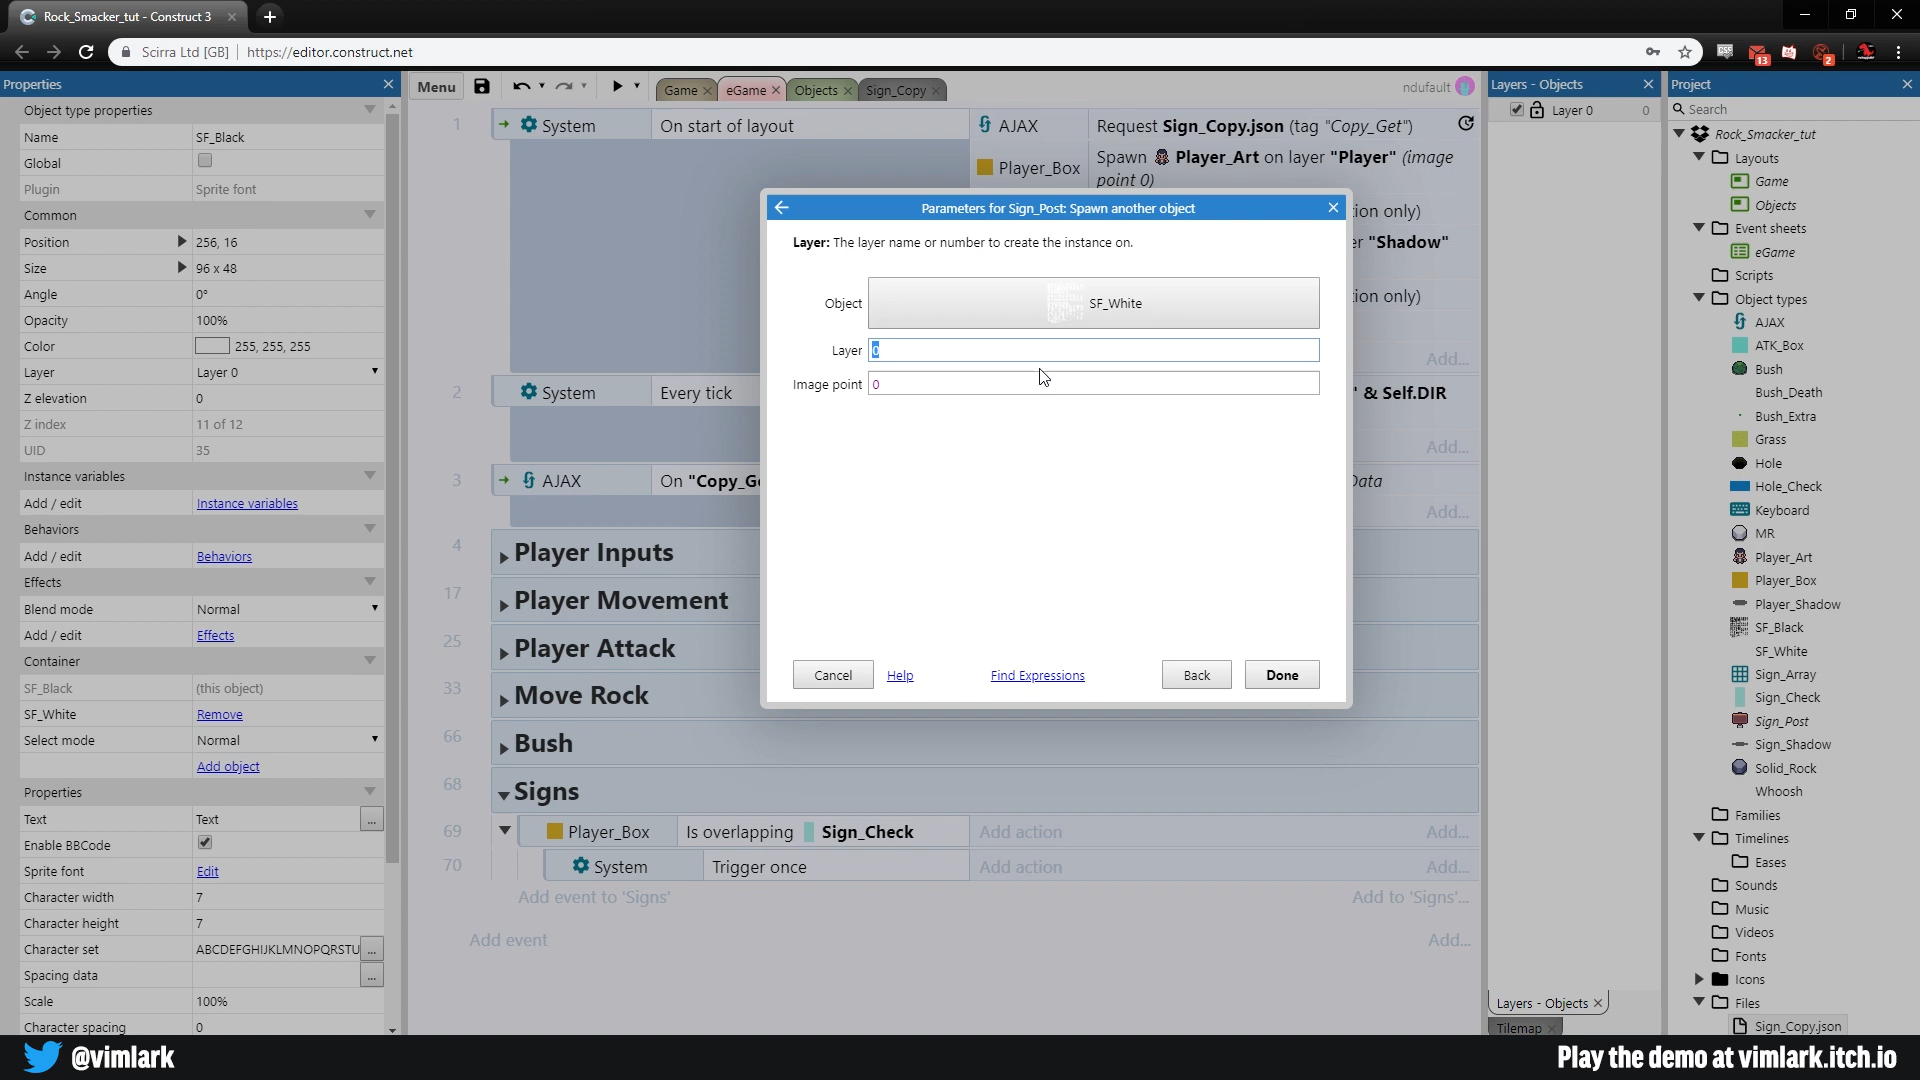 Rock_Smacker_tut - Construct 3
Scirra Ltd [GB] https://editor.construct.net
13
2
Properties
Menu
Game
eGame
Objects
Sign_Copy
ndufault
Layers - Objects
Project
Object type properties
Name SF_Black
Global
Plugin Sprite font
Common
Position 256, 16
Size 96 x 48
Angle 0°
Opacity 100%
Color 255, 255, 255
Layer Layer 0
Z elevation 0
Z index 11 of 12
UID 35
Instance variables
Add / edit Instance variables
Behaviors
Add / edit Behaviors
Effects
Blend mode Normal
Add / edit Effects
Container
SF_Black (this object)
SF_White Remove
Select mode Normal
Add object
Properties
Text Text ...
Enable BBCode
Sprite font Edit
Character width 7
Character height 7
Character set ABCDEFGHIJKLMNOPQRSTU ...
Spacing data ...
Scale 100%
Character spacing 0
1 System On start of layout AJAX Request Sign_Copy.json (tag "Copy_Get")
Player_Box Spawn Player_Art on layer "Player" (image
point 0)
ion only)
er "Shadow"
ion only)
Add...
2 System Every tick " & Self.DIR
Add...
3 AJAX On "Copy_Ge Data
Add...
4 Player Inputs
17 Player Movement
25 Player Attack
33 Move Rock
66 Bush
68 Signs
69 Player_Box Is overlapping Sign_Check Add action Add...
70 System Trigger once Add action Add...
Add event to 'Signs' Add to 'Signs'...
Add event Add...
Parameters for Sign_Post: Spawn another object
Layer: The layer name or number to create the instance on.
Object SF_White
Layer 0
Image point 0
Cancel Help Find Expressions Back Done
Layer 0 0
Layers - Objects
Tilemap
Search
Rock_Smacker_tut
Layouts
Game
Objects
Event sheets
eGame
Scripts
Object types
AJAX
ATK_Box
Bush
Bush_Death
Bush_Extra
Grass
Hole
Hole_Check
Keyboard
MR
Player_Art
Player_Box
Player_Shadow
SF_Black
SF_White
Sign_Array
Sign_Check
Sign_Post
Sign_Shadow
Solid_Rock
Whoosh
Families
Timelines
Eases
Sounds
Music
Videos
Fonts
Icons
Files
Sign_Copy.json
@vimlark
Play the demo at vimlark.itch.io